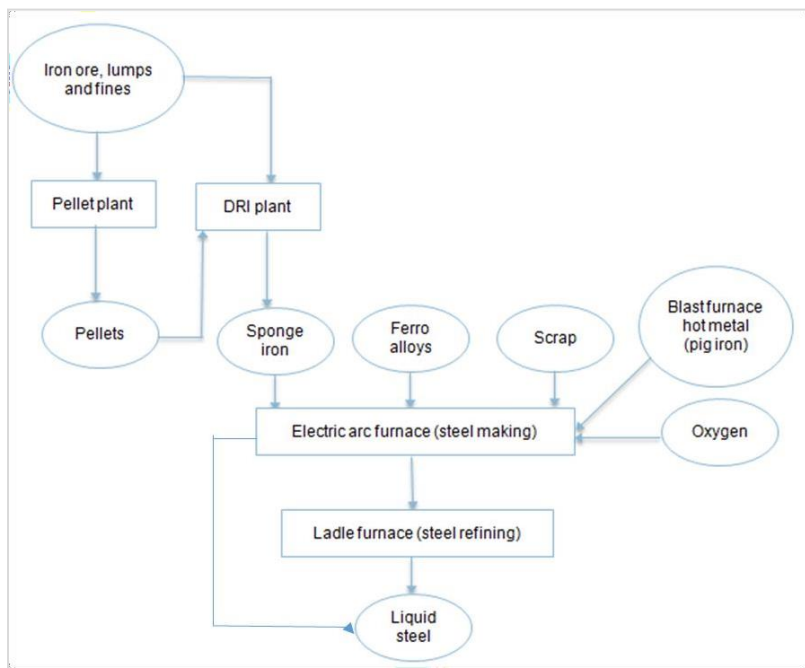 Iron ore, lumps
and fines
Pellet plant
DRI plant
Pellets
Sponge
iron
Ferro
alloys
Scrap
Blast furnace
hot metal
(pig iron)
Electric arc furnace (steel making)
Oxygen
Ladle furnace (steel refining)
Liquid
steel